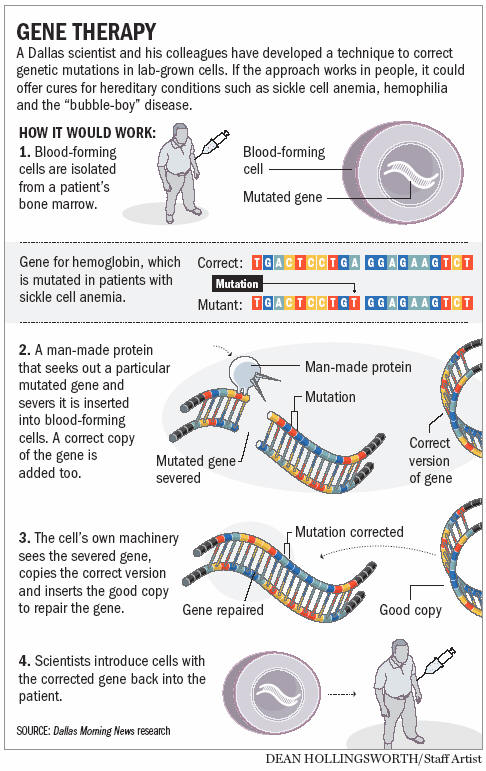 GENE THERAPY
A Dallas scientist and his colleagues have developed a technique to correct
genetic mutations in lab-grown cells. If the approach works in people, it could
offer cures for hereditary conditions such as sickle cell anemia, hemophilia
and the “bubble-boy” disease.
HOW IT WOULD WORK:
1. Blood-forming
cells are isolated
from a patient's
bone marrow.
Blood-forming
cell
Mutated gene
Gene for hemoglobin, which
is mutated in patients with
sickle cell anemia.
Correct: TGACTCCTGA GGAGAAGTCT
Mutation
Mutant: TGACTCCTGT GGAGAAGTCT
2. A man-made protein
that seeks out a particular
mutated gene and
severs it is inserted
into blood-forming
cells. A correct copy
of the gene is
added too.
Man-made protein
Mutation
Mutated gene
severed
Correct
version
of gene
3. The cell's own machinery
sees the severed gene,
copies the correct version
and inserts the good copy
to repair the gene.
Mutation corrected
Gene repaired
Good copy
4. Scientists introduce cells with
the corrected gene back into the
patient.
SOURCE: Dallas Morning News research
DEAN HOLLINGSWORTH/Staff Artist